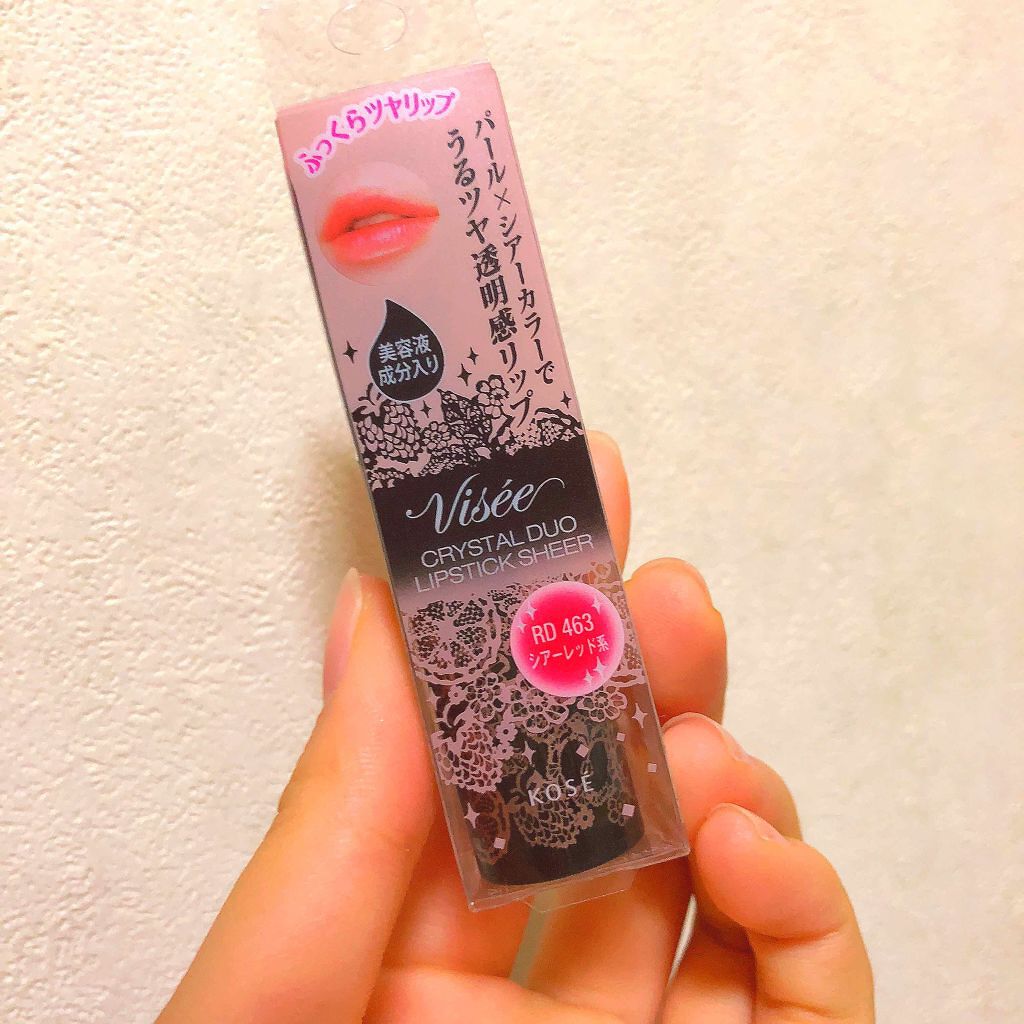 ふっくらツヤリップ
パール×シアーカラーで
うるツヤ透明感リップ
美容液
成分入り
Visée
CRYSTAL DUO
LIPSTICK SHEER
RD 463
シアーレッド系
KOSÉ